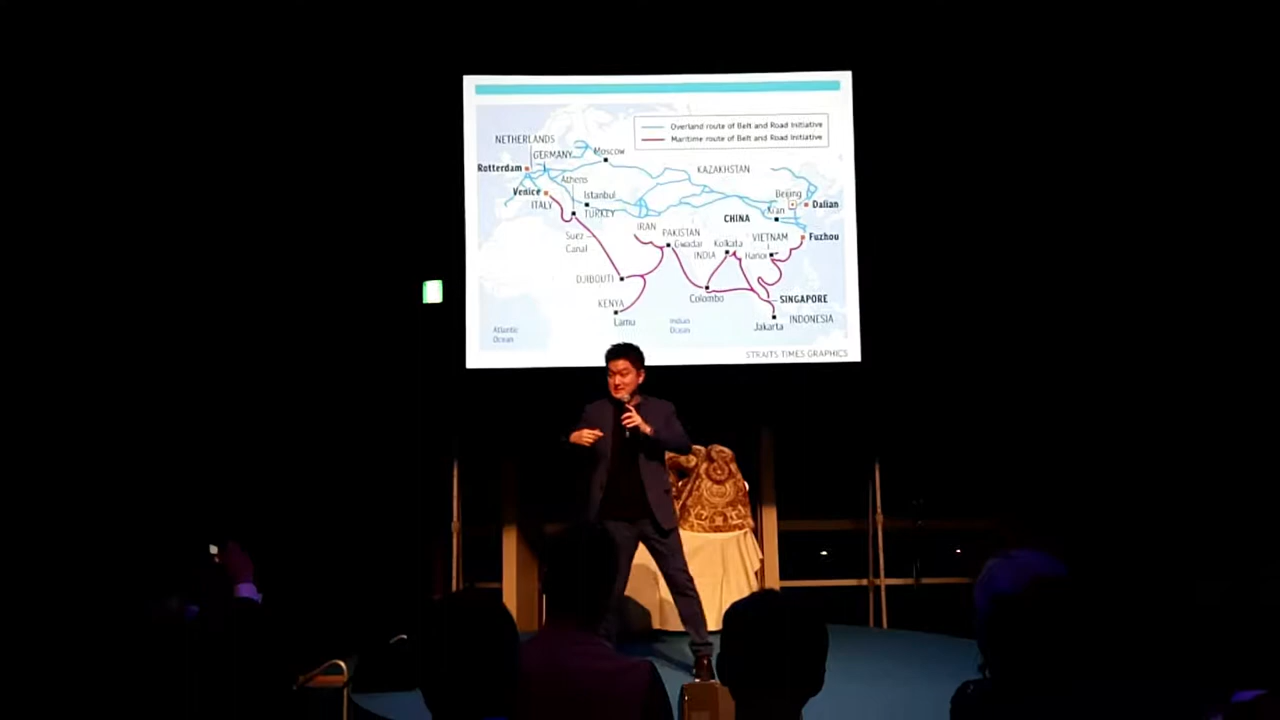 Overland route of Belt and Road Initiative
Maritime route of Belt and Road Initiative
NETHERLANDS
GERMANY
Moscow
Rotterdam
KAZAKHSTAN
Athens
Venice
Istanbul
Beijing
ITALY
TURKEY
Xi'an
Dalian
CHINA
IRAN
PAKISTAN
Suez
Canal
Gwadar
Kolkata
VIETNAM
Fuzhou
INDIA
Hanoi
DJIBOUTI
KENYA
Colombo
SINGAPORE
Lamu
Indian
Ocean
Jakarta
INDONESIA
Atlantic
Ocean
STRAITS TIMES GRAPHICS